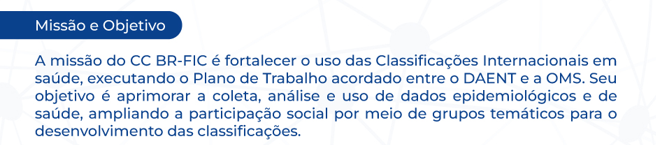 Missão e Objetivo
A missão do CC BR-FIC é fortalecer o uso das Classificações Internacionais em
saúde, executando o Plano de Trabalho acordado entre o DAENT e a OMS. Seu
objetivo é aprimorar a coleta, análise e uso de dados epidemiológicos e de
saúde, ampliando a participação social por meio de grupos temáticos para o
desenvolvimento das classificações.